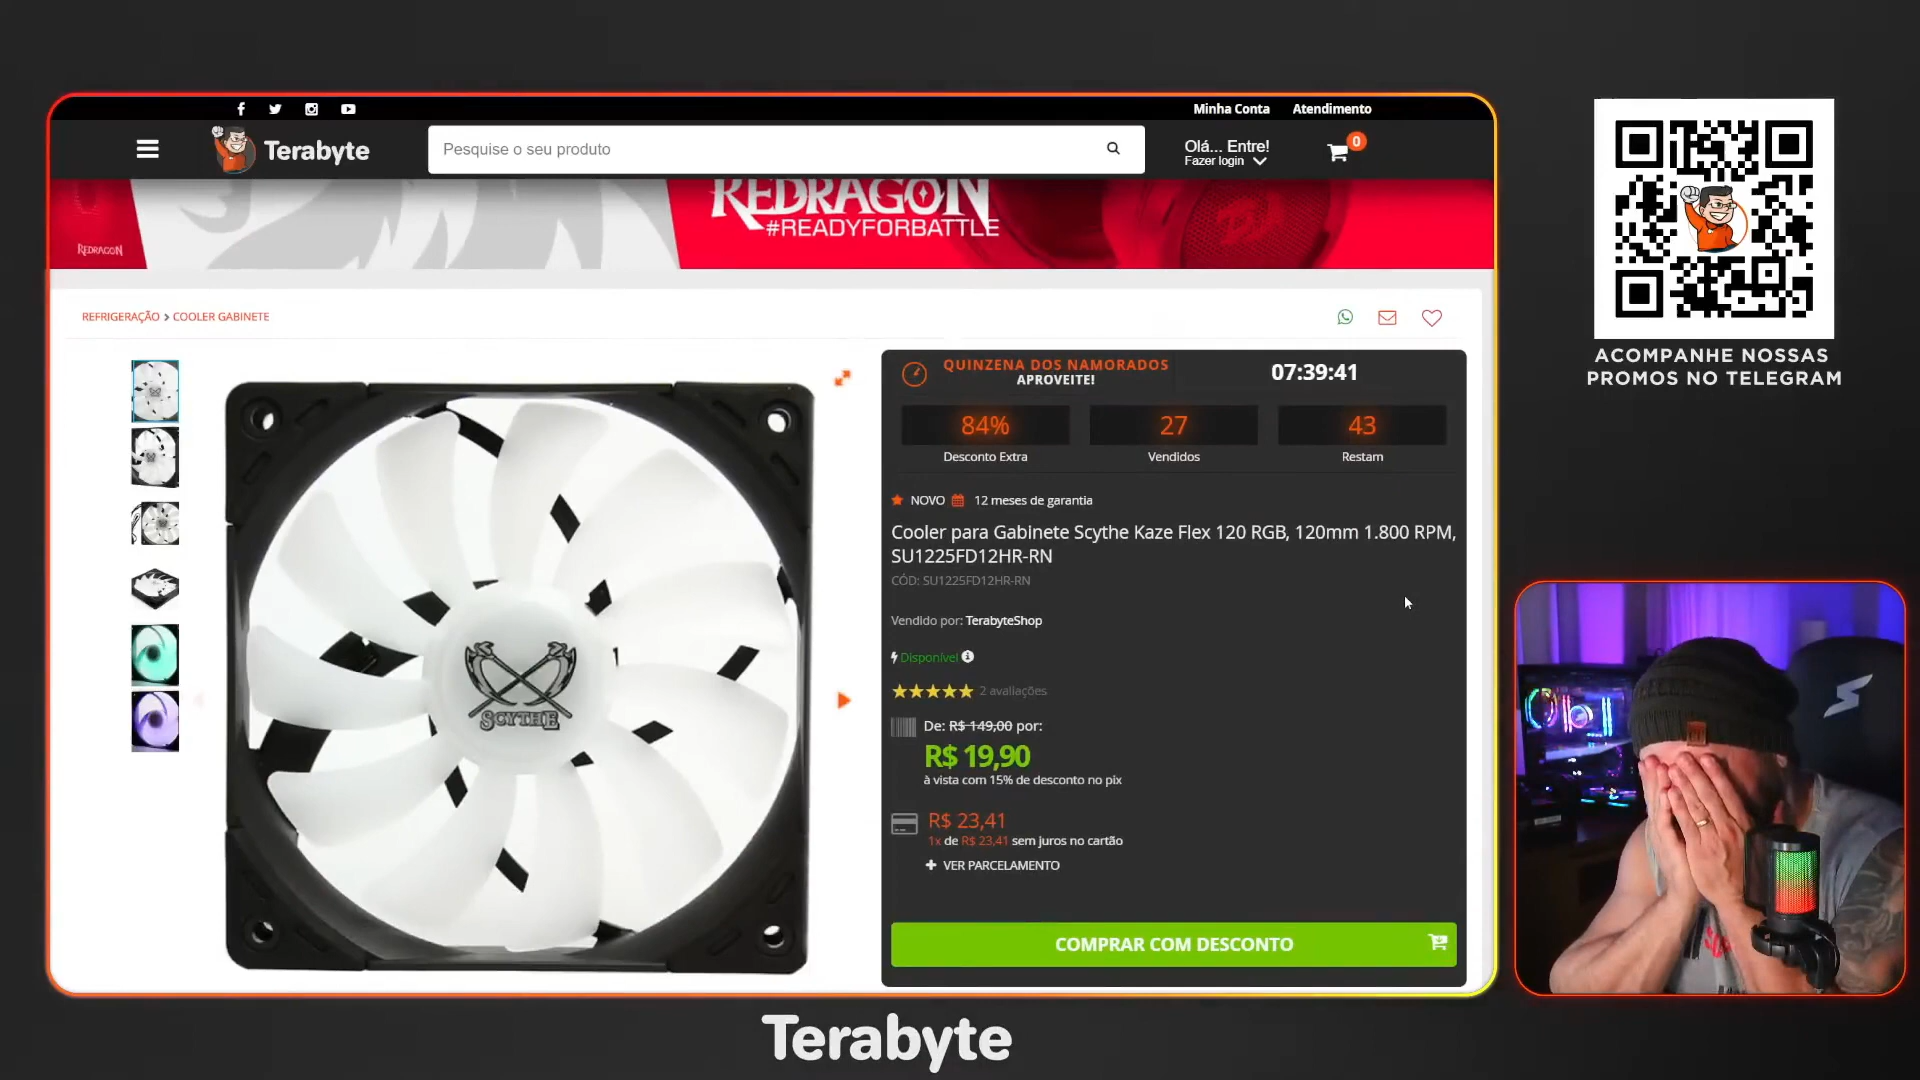 Minha Conta
Atendimento
Terabyte
Pesquise o seu produto
Olá... Entre!
Fazer login
0
REDRAGON
#READYFORBATTLE
REDRAGON
REFRIGERAÇÃO > COOLER GABINETE
QUINZENA DOS NAMORADOS
APROVEITE!
07:39:41
84%
Desconto Extra
27
Vendidos
43
Restam
NOVO
12 meses de garantia
Cooler para Gabinete Scythe Kaze Flex 120 RGB, 120mm 1.800 RPM,
SU1225FD12HR-RN
CÓD: SU1225FD12HR-RN
Vendido por: TerabyteShop
Disponível
2 avaliações
De: R$ 149,00 por:
R$ 19,90
à vista com 15% de desconto no pix
R$ 23,41
1x de R$ 23,41 sem juros no cartão
+ VER PARCELAMENTO
COMPRAR COM DESCONTO
SCYTHE
ACOMPANHE NOSSAS
PROMOS NO TELEGRAM
Terabyte